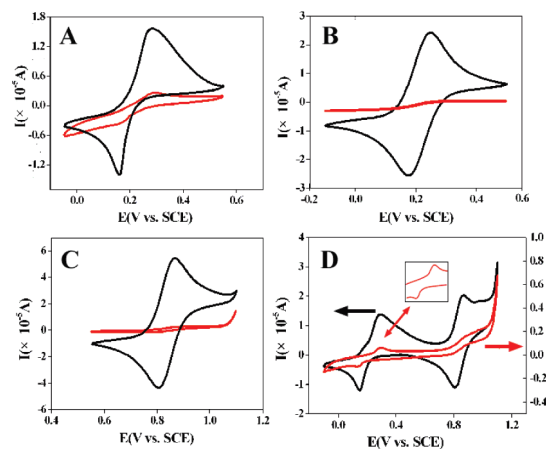 A
I(× 10⁻⁵A)
1.8
1.2
0.6
0.0
-0.6
-1.2
0.0 0.2 0.4 0.6
E(V vs. SCE)
B
I(× 10⁻⁵A)
3
2
1
0
-1
-2
-3
-0.2 0.0 0.2 0.4 0.6
E(V vs. SCE)
C
I(× 10⁻⁵A)
6
4
2
0
-2
-4
-6
0.4 0.6 0.8 1.0 1.2
E(V vs. SCE)
D
I(× 10⁻⁵A)
4
3
2
1
0
-1
-2
0.8
0.6
0.4
0.2
0.0
-0.2
-0.4
0.0 0.4 0.8 1.2
E(V vs. SCE)